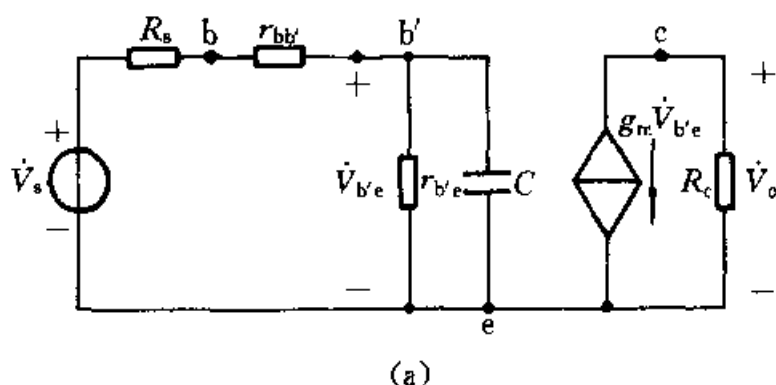 R_s b r_bb' b' c
+ + +
g_m V̇_b'e
V̇_s V̇_b'e r_b'e C R_c V̇_o
− − −
e
(a)